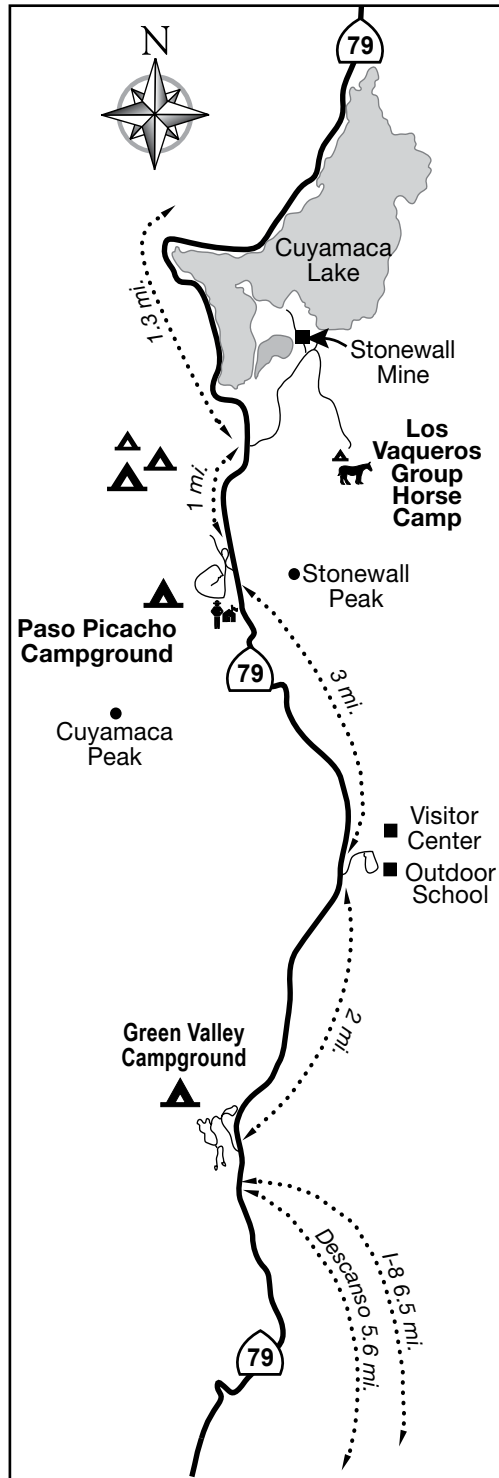 N
79
Cuyamaca
Lake
1.3 mi.
Stonewall
Mine
Los
Vaqueros
Group
Horse
Camp
1 mi.
Stonewall
Peak
Paso Picacho
Campground
79
3 mi.
Cuyamaca
Peak
Visitor
Center
Outdoor
School
2 mi.
Green Valley
Campground
I-8 6.5 mi.
Descanso 5.6 mi.
79